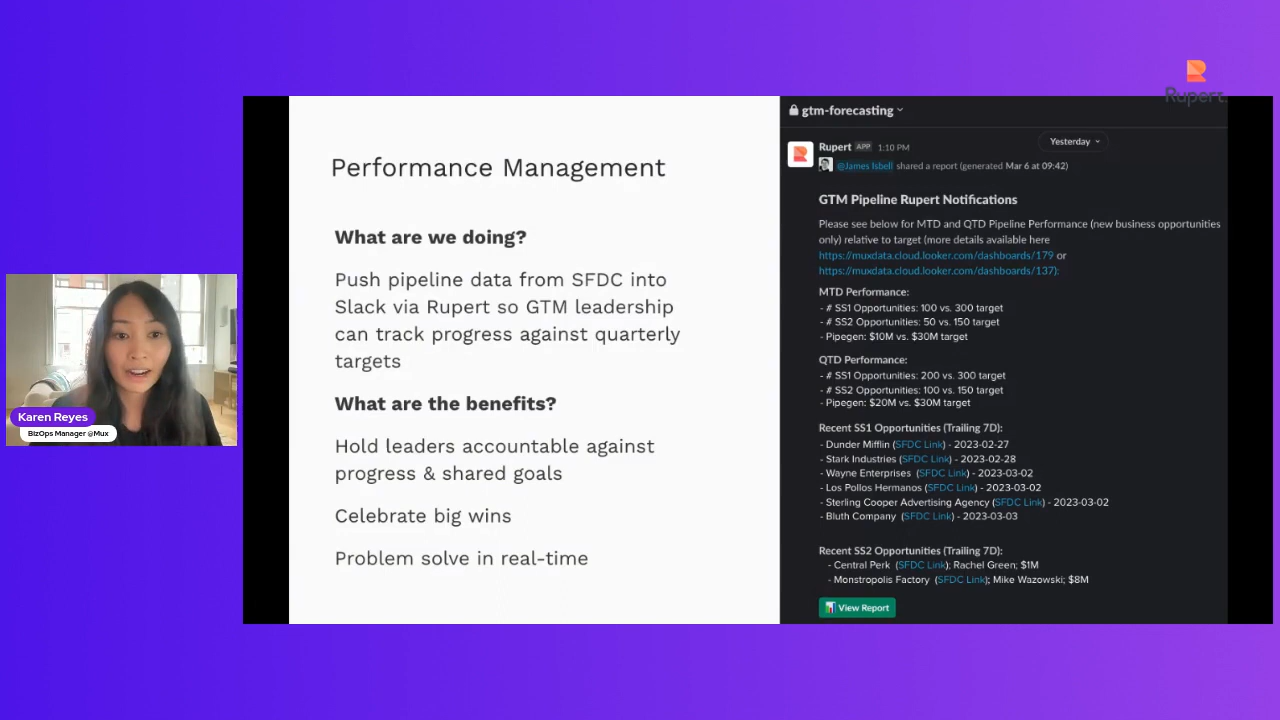 Rupert
Performance Management
What are we doing?
Push pipeline data from SFDC into
Slack via Rupert so GTM leadership
can track progress against quarterly
targets
What are the benefits?
Hold leaders accountable against
progress & shared goals
Celebrate big wins
Problem solve in real-time
gtm-forecasting
Yesterday
Rupert APP 1:10 PM
@James Isbell shared a report (generated Mar 6 at 09:42)
GTM Pipeline Rupert Notifications
Please see below for MTD and QTD Pipeline Performance (new business opportunities
only) relative to target (more details available here
https://muxdata.cloud.looker.com/dashboards/179 or
https://muxdata.cloud.looker.com/dashboards/137):
MTD Performance:
- # SS1 Opportunities: 100 vs. 300 target
- # SS2 Opportunities: 50 vs. 150 target
- Pipegen: $10M vs. $30M target
QTD Performance:
- # SS1 Opportunities: 200 vs. 300 target
- # SS2 Opportunities: 100 vs. 150 target
- Pipegen: $20M vs. $30M target
Recent SS1 Opportunities (Trailing 7D):
- Dunder Mifflin (SFDC Link) - 2023-02-27
- Stark Industries (SFDC Link) - 2023-02-28
- Wayne Enterprises (SFDC Link) - 2023-03-02
- Los Pollos Hermanos (SFDC Link) - 2023-03-02
- Sterling Cooper Advertising Agency (SFDC Link) - 2023-03-02
- Bluth Company (SFDC Link) - 2023-03-03
Recent SS2 Opportunities (Trailing 7D):
- Central Perk (SFDC Link); Rachel Green; $1M
- Monstropolis Factory (SFDC Link); Mike Wazowski; $8M
View Report
Karen Reyes
BizOps Manager @Mux